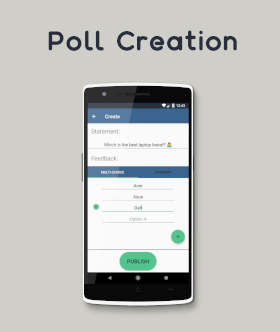 Poll Creation
12:45
Create
Statement:
Which is the best laptop brand?
Feedback:
MULTI-CHOICE
Acer
Asus
Dell
Option 4
PUBLISH